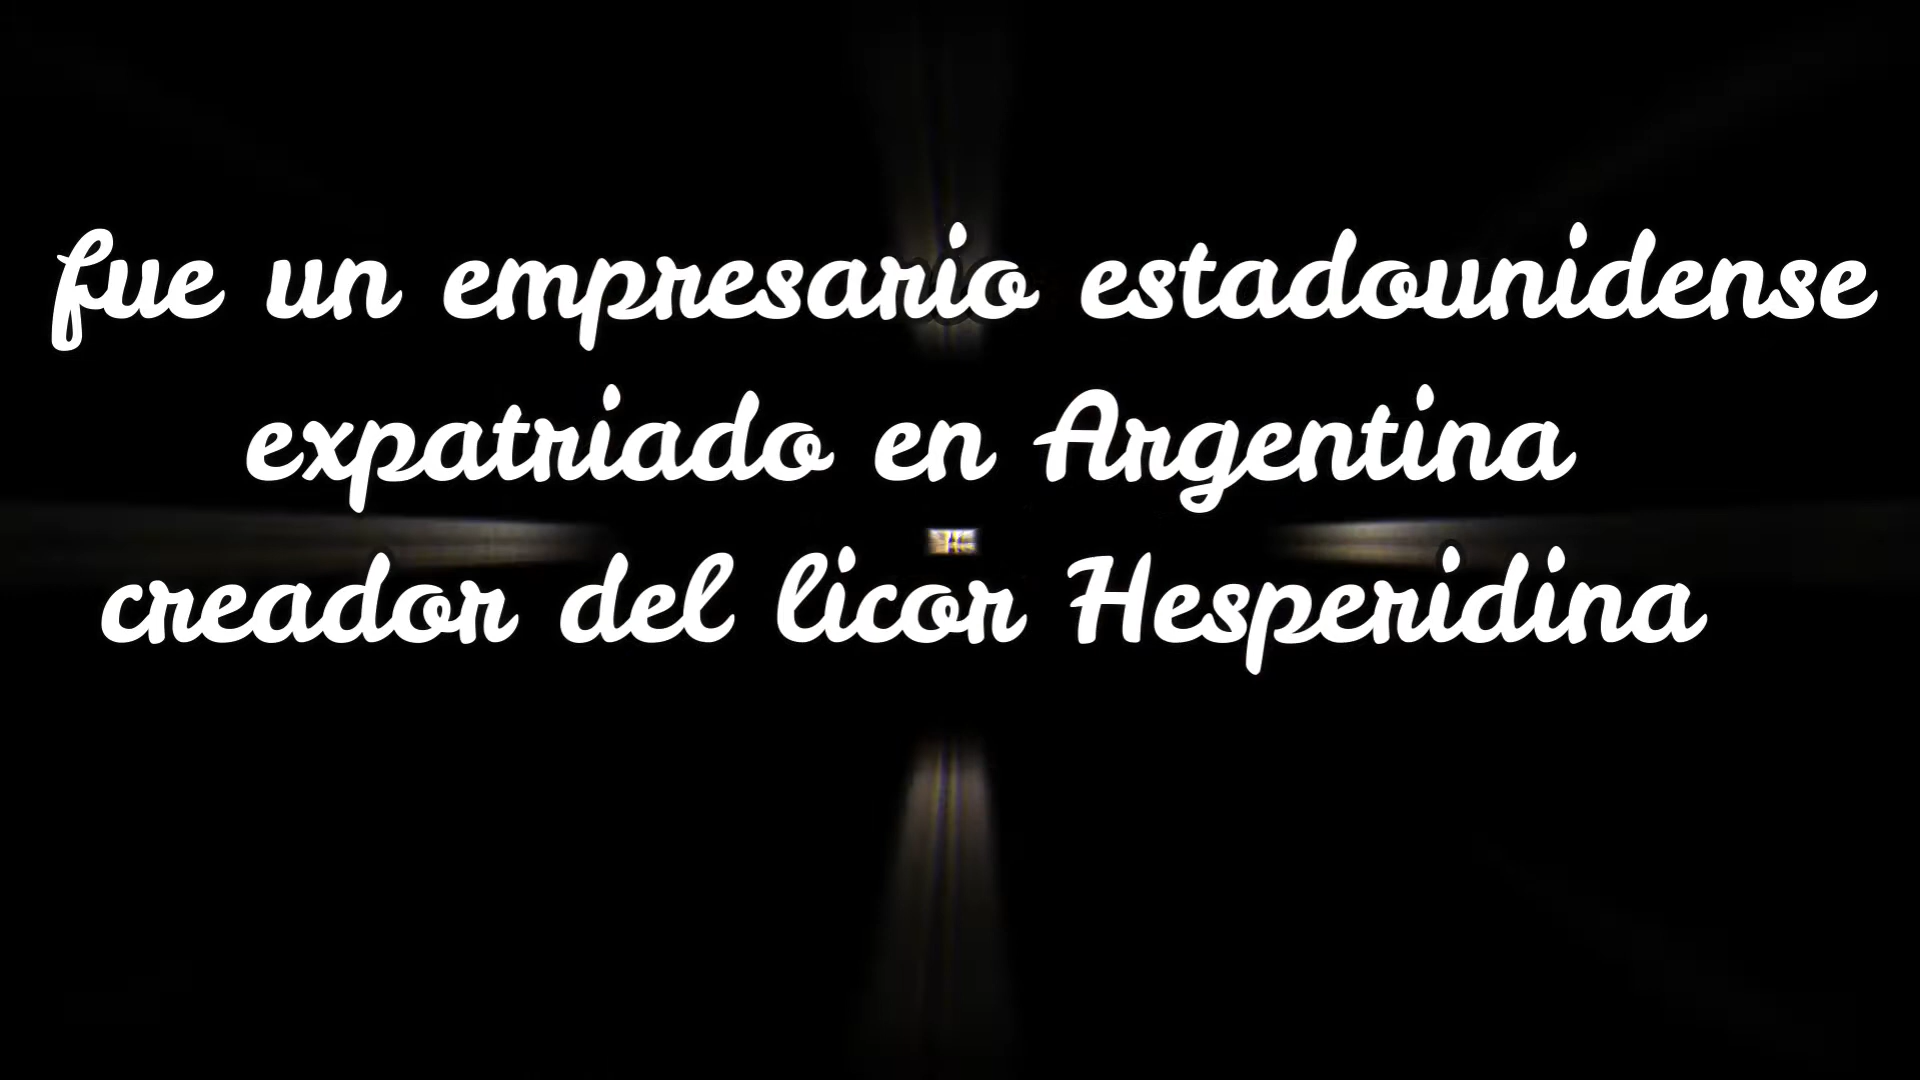 fue un empresario estadounidense
expatriado en Argentina
creador del licor Hesperidina